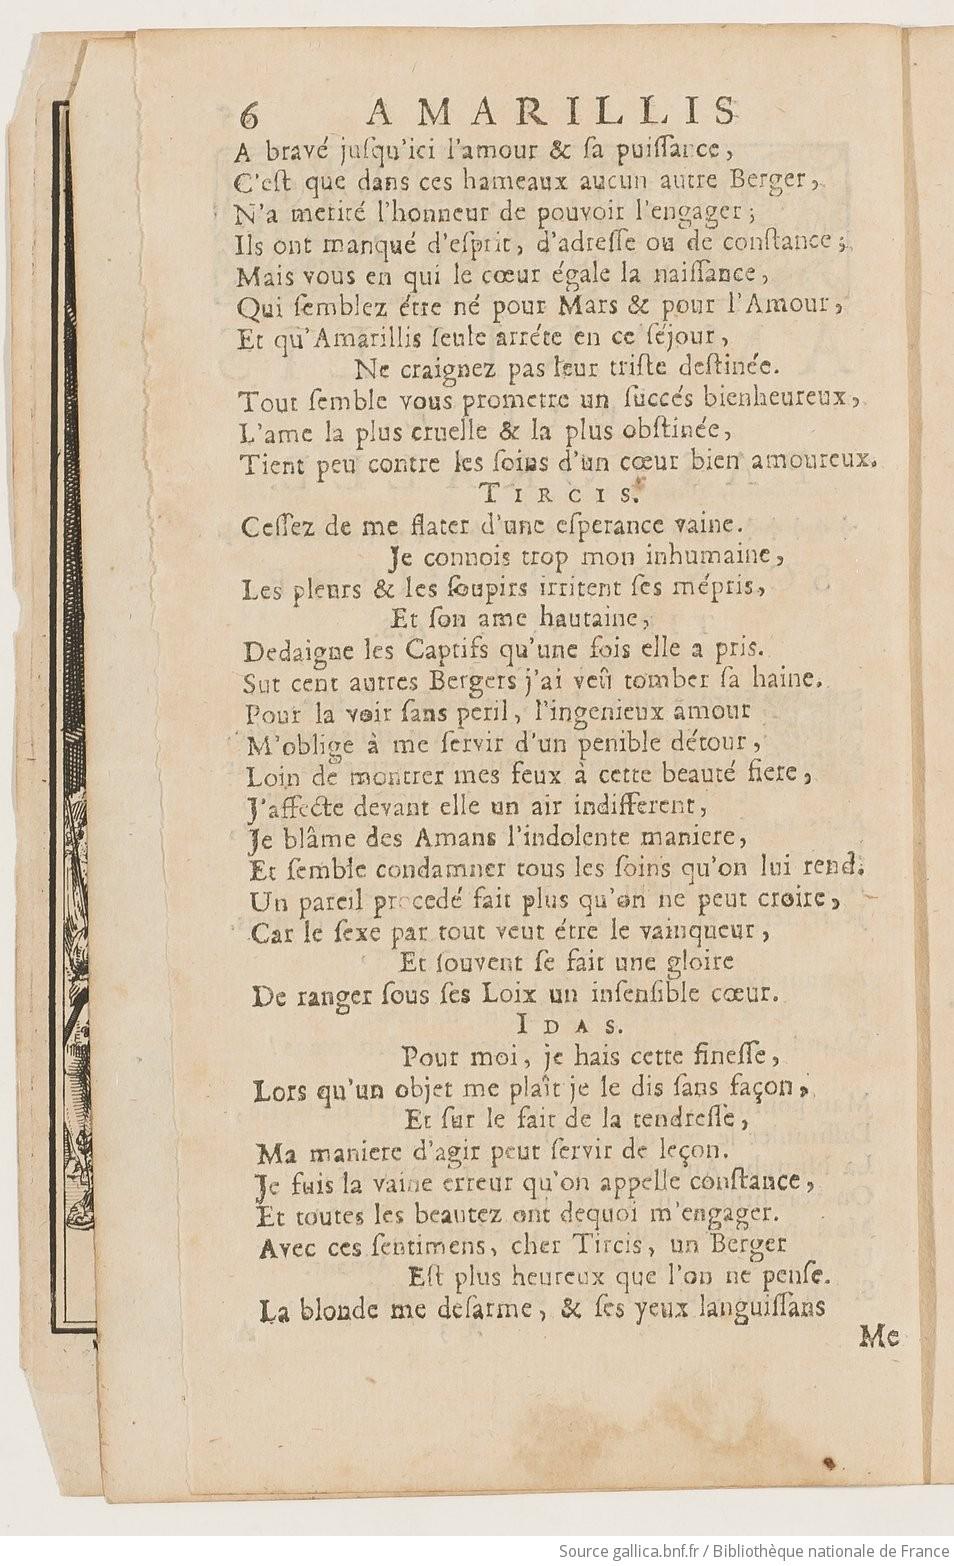 6 AMARILLIS
A bravé juſqu'ici l'amour & ſa puiſſance,
C'eſt que dans ces hameaux aucun autre Berger,
N'a merité l'honneur de pouvoir l'engager;
Ils ont manqué d'eſprit, d'adreſſe ou de conſtance;
Mais vous en qui le cœur égale la naiſſance,
Qui ſemblez étre né pour Mars & pour l'Amour,
Et qu'Amarillis ſeule arréte en ce ſéjour,
Ne craignez pas leur triſte deſtinée.
Tout ſemble vous prometre un ſuccés bienheureux,
L'ame la plus cruelle & la plus obſtinée,
Tient peu contre les ſoins d'un cœur bien amoureux.
TIRCIS.
Ceſſez de me flater d'une eſperance vaine.
Je connois trop mon inhumaine,
Les pleurs & les ſoupirs irritent ſes mépris,
Et ſon ame hautaine,
Dedaigne les Captifs qu'une fois elle a pris.
Sut cent autres Bergers j'ai veû tomber ſa haine.
Pour la voir ſans peril, l'ingenieux amour
M'oblige à me ſervir d'un penible détour,
Loin de montrer mes feux à cette beauté fiere,
J'affecte devant elle un air indifferent,
Je blâme des Amans l'indolente maniere,
Et ſemble condamner tous les ſoins qu'on lui rend.
Un pareil procedé fait plus qu'on ne peut croire,
Car le ſexe par tout veut étre le vainqueur,
Et ſouvent ſe fait une gloire
De ranger ſous ſes Loix un inſenſible cœur.
IDAS.
Pour moi, je hais cette fineſſe,
Lors qu'un objet me plaît je le dis ſans façon,
Et ſur le fait de la tendreſſe,
Ma maniere d'agir peut ſervir de leçon.
Je fuis la vaine erreur qu'on appelle conſtance,
Et toutes les beautez ont dequoi m'engager.
Avec ces ſentimens, cher Tircis, un Berger
Eſt plus heureux que l'on ne penſe.
La blonde me deſarme, & ſes yeux languiſſans
Me
Source gallica.bnf.fr / Bibliothèque nationale de France